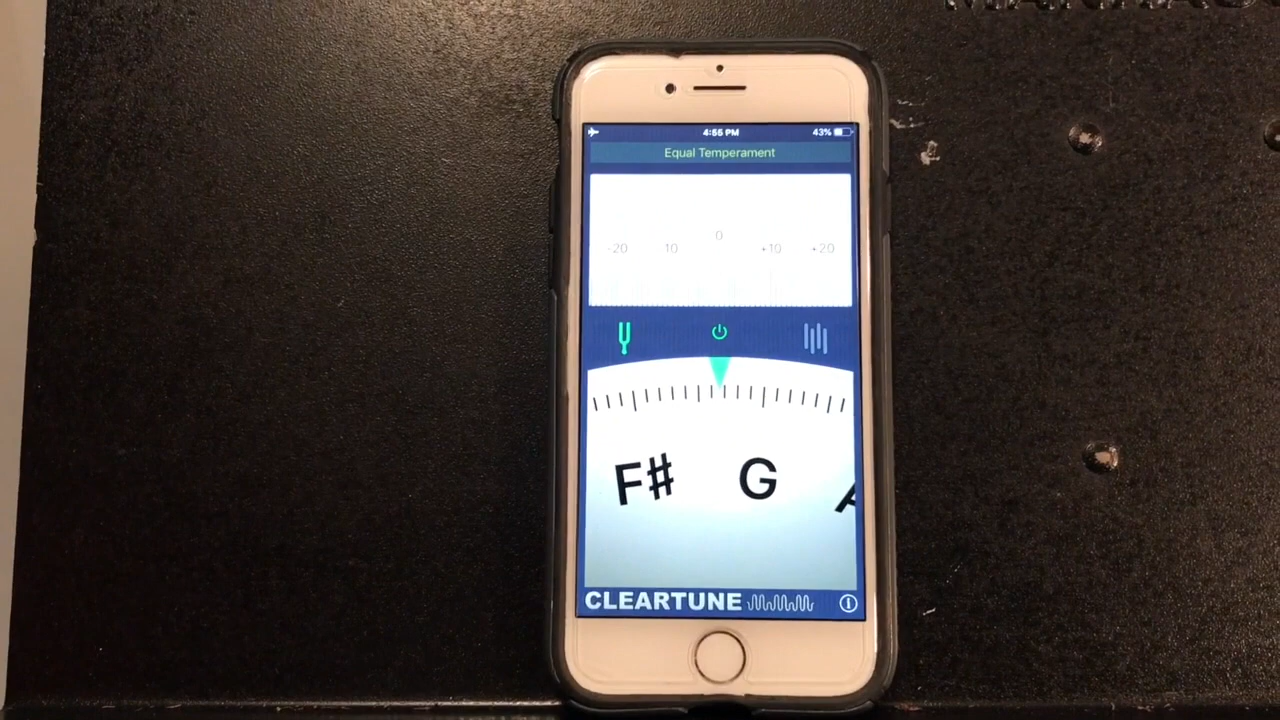 4:55 PM 43%
Equal Temperament
0
-20 10 +10 +20
F# G
CLEARTUNE